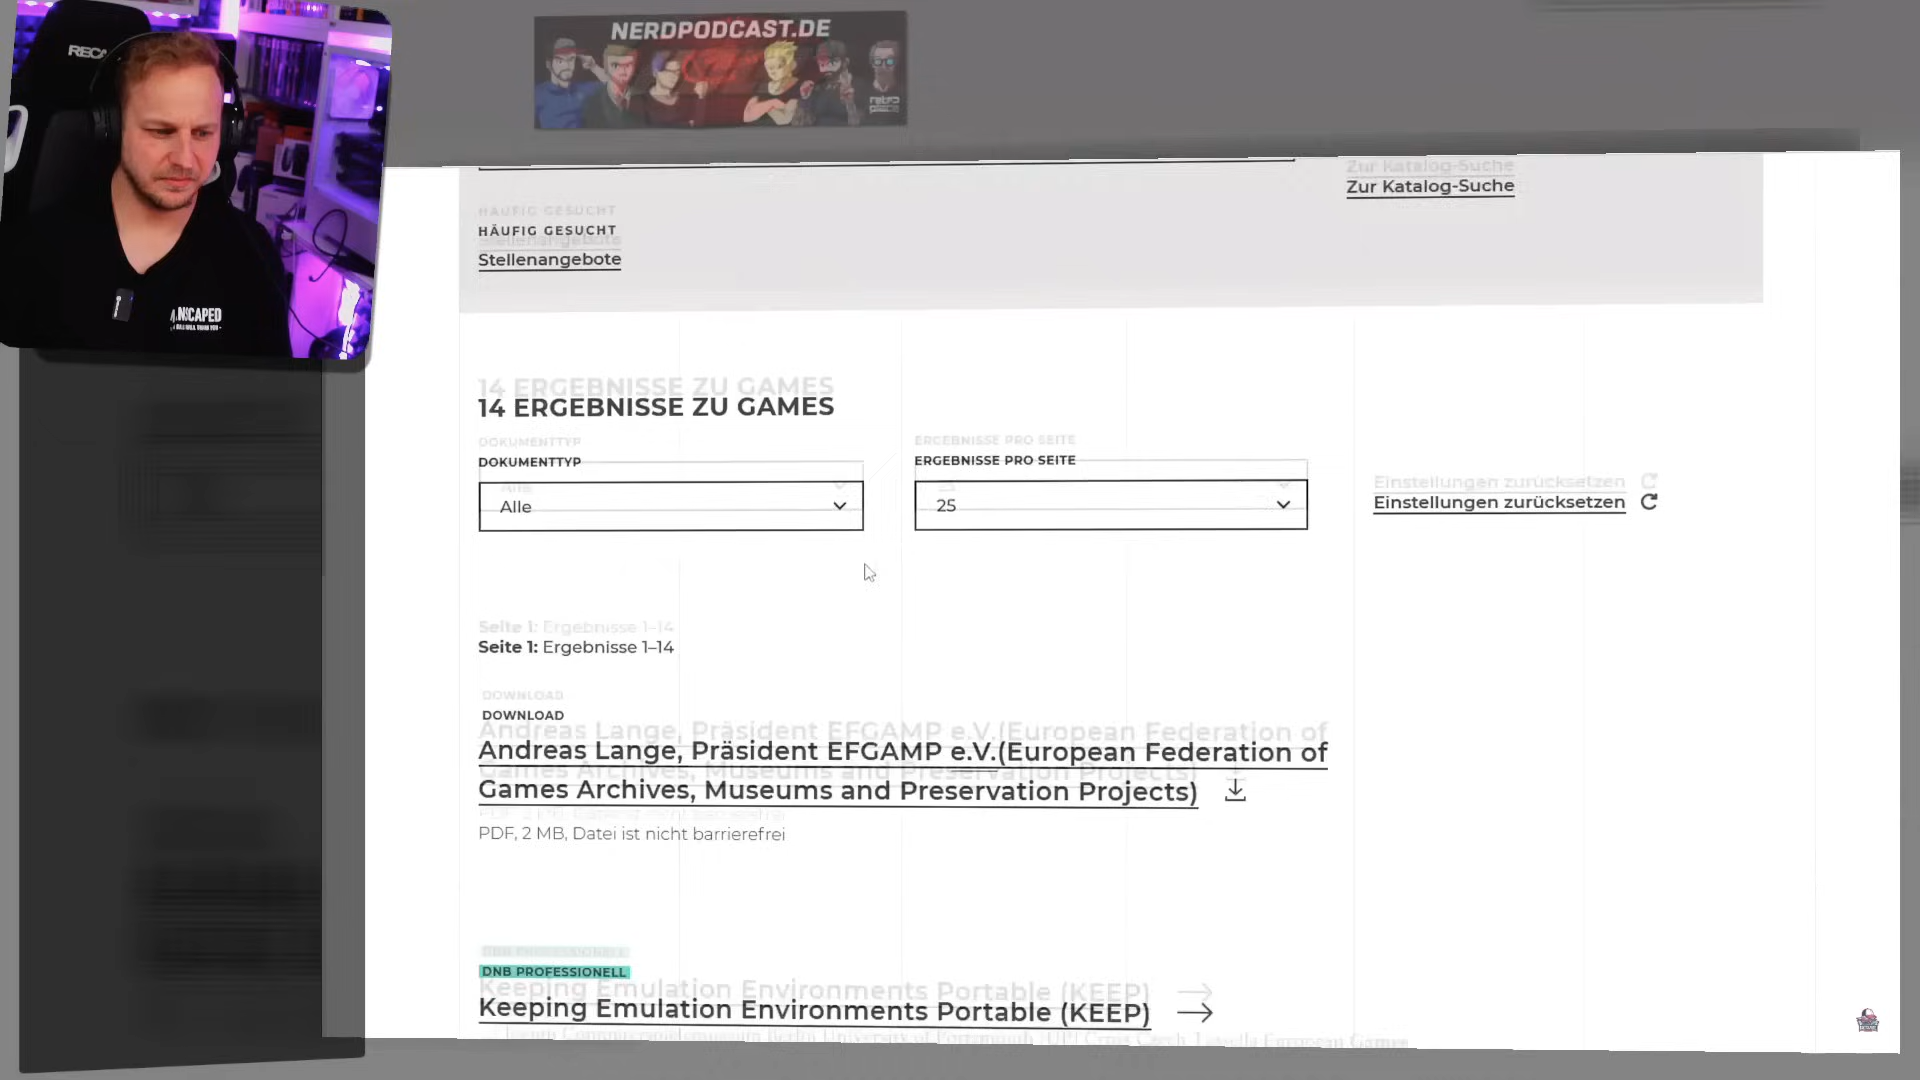 NERDPODCAST.DE
Zur Katalog-Suche
HÄUFIG GESUCHT
Stellenangebote
14 ERGEBNISSE ZU GAMES
DOKUMENTTYP
ERGEBNISSE PRO SEITE
Alle
25
Einstellungen zurücksetzen
Seite 1: Ergebnisse 1–14
DOWNLOAD
Andreas Lange, Präsident EFGAMP e.V.(European Federation of
Games Archives, Museums and Preservation Projects)
PDF, 2 MB, Datei ist nicht barrierefrei
DNB PROFESSIONELL
Keeping Emulation Environments Portable (KEEP)